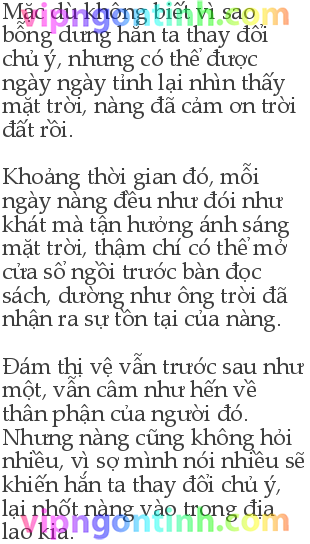 Mặc dù không biết vì sao
bỗng dưng hắn ta thay đổi
chủ ý, nhưng có thể được
ngày ngày tỉnh lại nhìn thấy
mặt trời, nàng đã cảm ơn trời
đất rồi.
Khoảng thời gian đó, mỗi
ngày nàng đều như đói như
khát mà tận hưởng ánh sáng
mặt trời, thậm chí có thể mở
cửa sổ ngồi trước bàn đọc
sách, dường như ông trời đã
nhận ra sự tồn tại của nàng.
Đám thị vệ vẫn trước sau như
một, vẫn câm như hến về
thân phận của người đó.
Nhưng nàng cũng không hỏi
nhiều, vì sợ mình nói nhiều sẽ
khiến hắn ta thay đổi chủ ý,
lại nhốt nàng vào trong địa
lao kia.
vipngontinh.com
vipngontinh.com